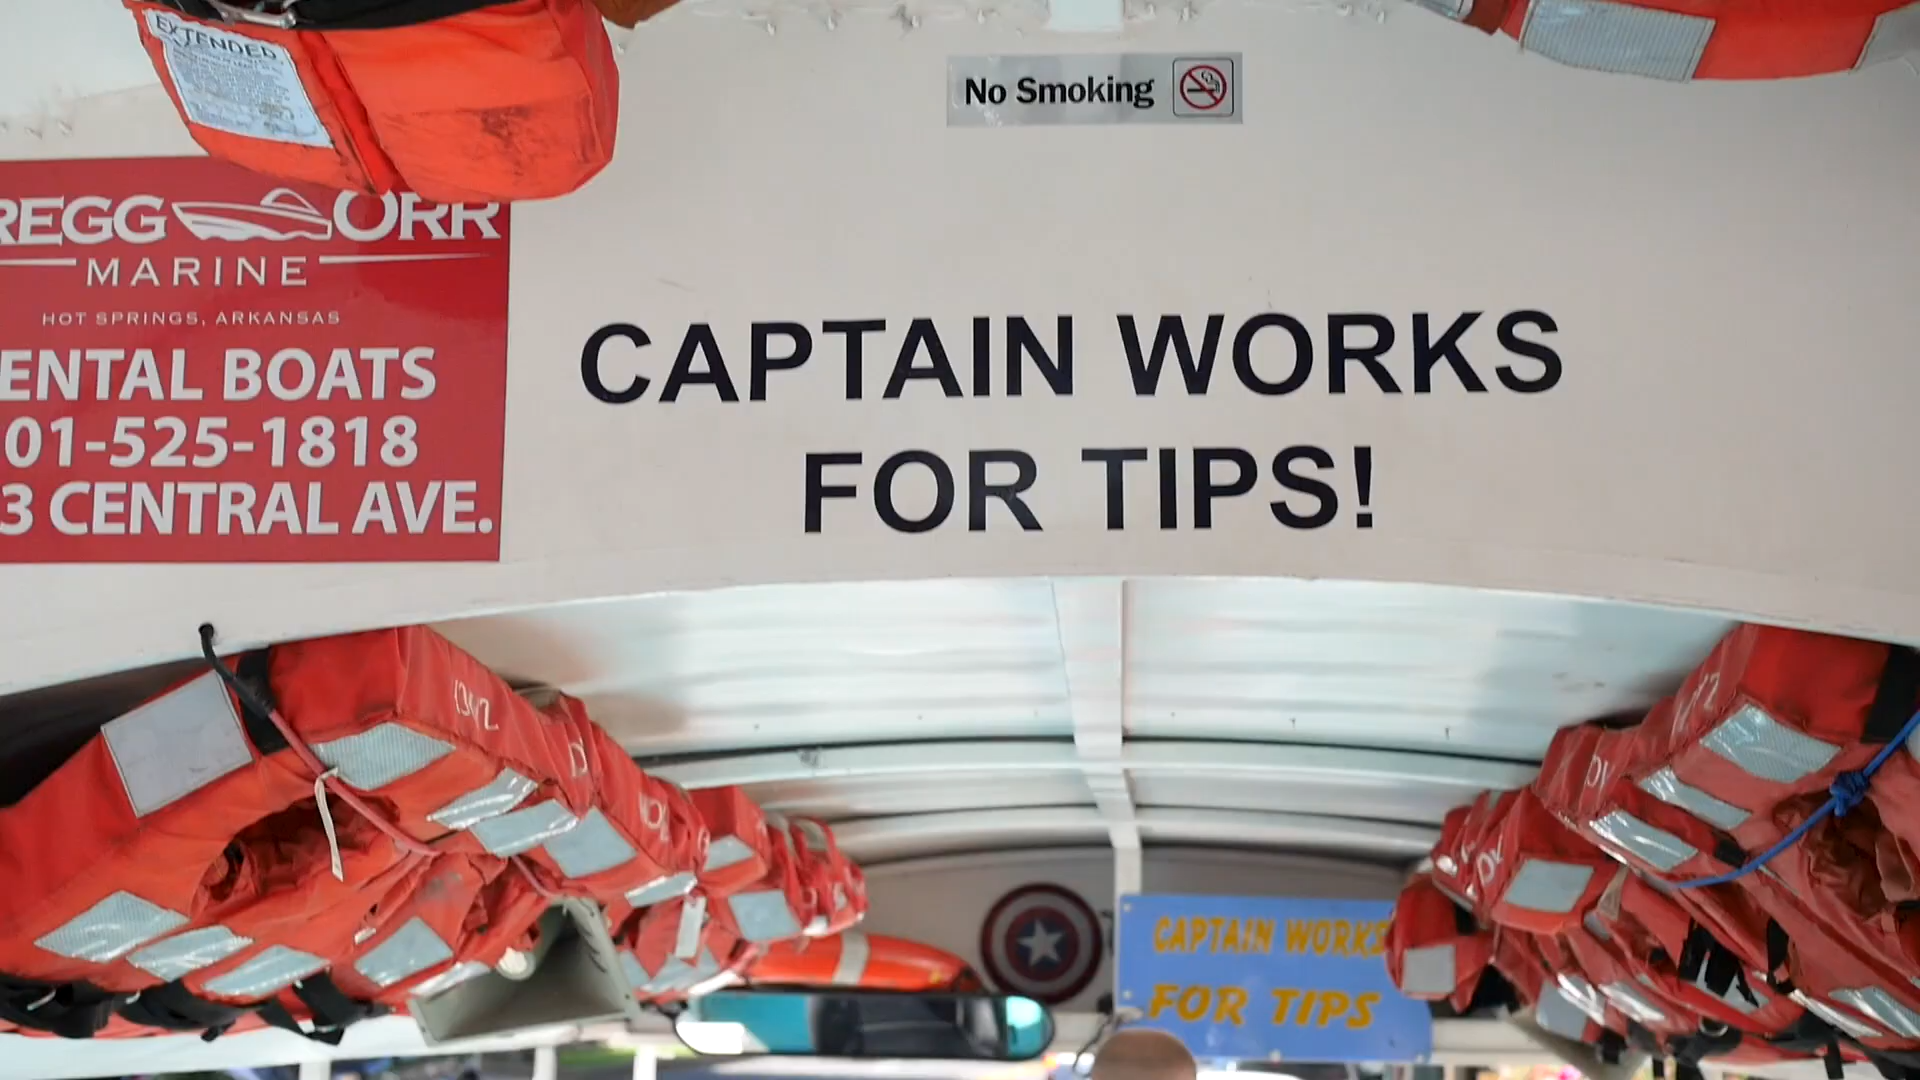 EXTENDED
No Smoking
REGG ORR
MARINE
HOT SPRINGS, ARKANSAS
ENTAL BOATS
01-525-1818
3 CENTRAL AVE.
CAPTAIN WORKS
FOR TIPS!
CAPTAIN WORKS
FOR TIPS